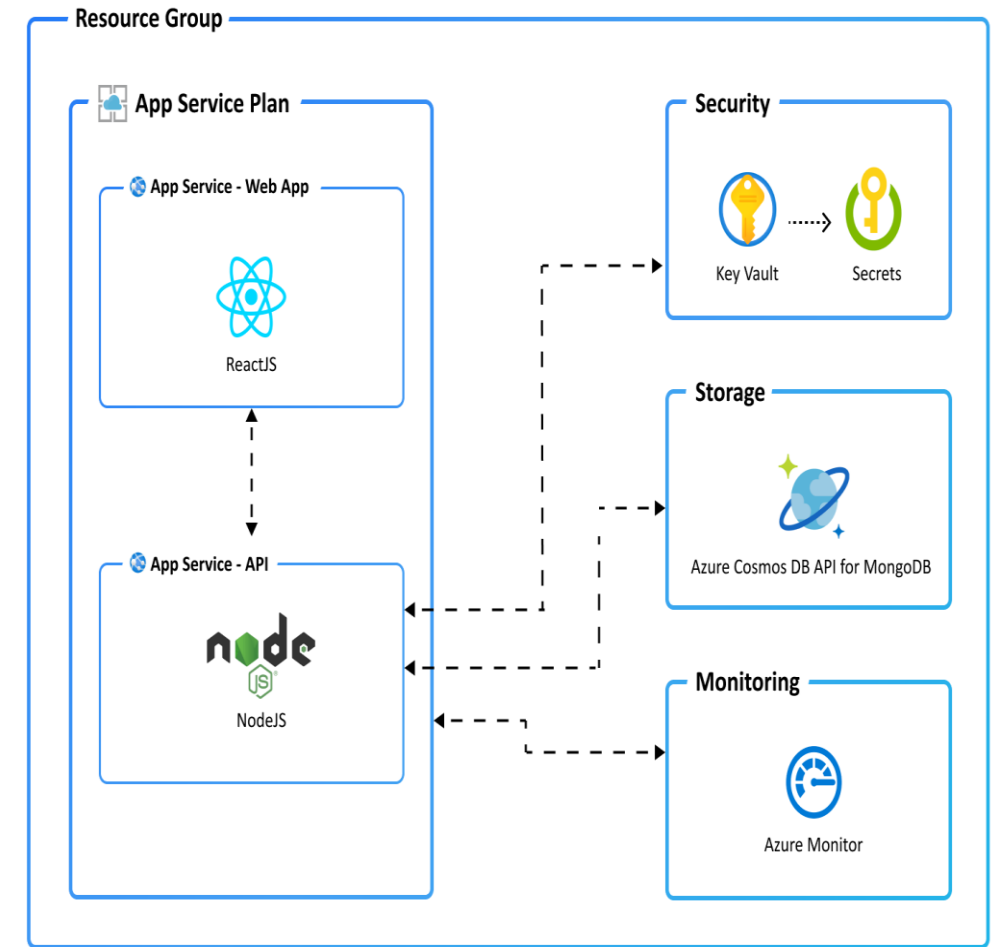 Resource Group
App Service Plan
App Service - Web App
ReactJS
App Service - API
node
JS
NodeJS
Security
Key Vault
Secrets
Storage
Azure Cosmos DB API for MongoDB
Monitoring
Azure Monitor